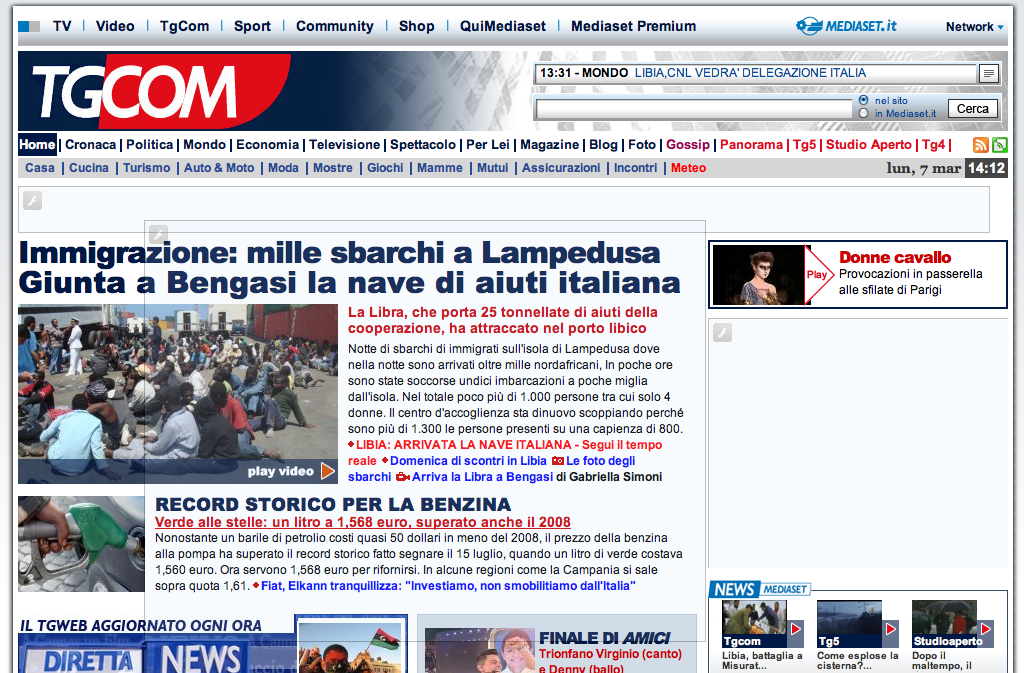 TV | Video | TgCom | Sport | Community | Shop | QuiMediaset | Mediaset Premium
MEDIASET.it
Network
TGCOM
13:31 - MONDO LIBIA,CNL VEDRA' DELEGAZIONE ITALIA
nel sito
in Mediaset.it
Cerca
Home | Cronaca | Politica | Mondo | Economia | Televisione | Spettacolo | Per Lei | Magazine | Blog | Foto | Gossip | Panorama | Tg5 | Studio Aperto | Tg4 |
Casa | Cucina | Turismo | Auto & Moto | Moda | Mostre | Giochi | Mamme | Mutui | Assicurazioni | Incontri | Meteo
lun, 7 mar 14:12
Immigrazione: mille sbarchi a Lampedusa
Giunta a Bengasi la nave di aiuti italiana
play video
La Libra, che porta 25 tonnellate di aiuti della
cooperazione, ha attraccato nel porto libico
Notte di sbarchi di immigrati sull'isola di Lampedusa dove
nella notte sono arrivati oltre mille nordafricani, In poche ore
sono state soccorse undici imbarcazioni a poche miglia
dall'isola. Nel totale poco più di 1.000 persone tra cui solo 4
donne. Il centro d'accoglienza sta dinuovo scoppiando perché
sono più di 1.300 le persone presenti su una capienza di 800.
LIBIA: ARRIVATA LA NAVE ITALIANA - Segui il tempo
reale Domenica di scontri in Libia Le foto degli
sbarchi Arriva la Libra a Bengasi di Gabriella Simoni
RECORD STORICO PER LA BENZINA
Verde alle stelle: un litro a 1,568 euro, superato anche il 2008
Nonostante un barile di petrolio costi quasi 50 dollari in meno del 2008, il prezzo della benzina
alla pompa ha superato il record storico fatto segnare il 15 luglio, quando un litro di verde costava
1,560 euro. Ora servono 1,568 euro per rifornirsi. In alcune regioni come la Campania si sale
sopra quota 1,61. Fiat, Elkann tranquillizza: "Investiamo, non smobilitiamo dall'Italia"
IL TGWEB AGGIORNATO OGNI ORA
DIRETTA NEWS
FINALE DI AMICI
Trionfano Virginio (canto)
e Denny (ballo)
Play
Donne cavallo
Provocazioni in passerella
alle sfilate di Parigi
NEWS MEDIASET
Tgcom
Libia, battaglia a
Misurat...
Tg5
Come esplose la
cisterna?...
Studioaperto
Dopo il
maltempo, il